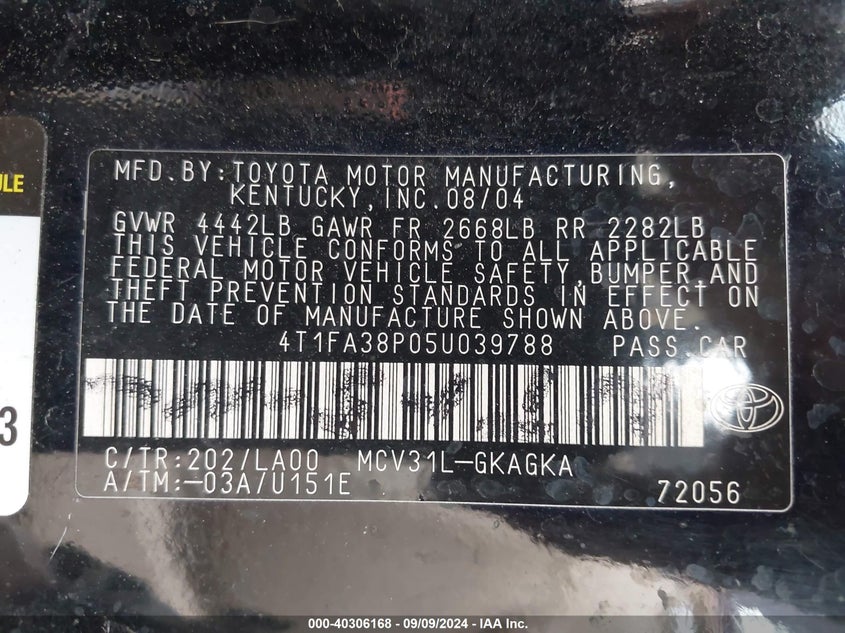 ULE
3
MFD.BY:TOYOTA MOTOR MANUFACTURING,
KENTUCKY,INC.08/04
GVWR 4442LB GAWR FR 2668LB RR 2282LB
THIS VEHICLE CONFORMS TO ALL APPLICABLE
FEDERAL MOTOR VEHICLE SAFETY,BUMPER,AND
THEFT PREVENTION STANDARDS IN EFFECT ON
THE DATE OF MANUFACTURE SHOWN ABOVE.
4T1FA38P05U039788 PASS.CAR
C/TR:202/LA00 MCV31L-GKAGKA
A/TM:-03A/U151E 72056
000-40306168 - 09/09/2024 - IAA Inc.